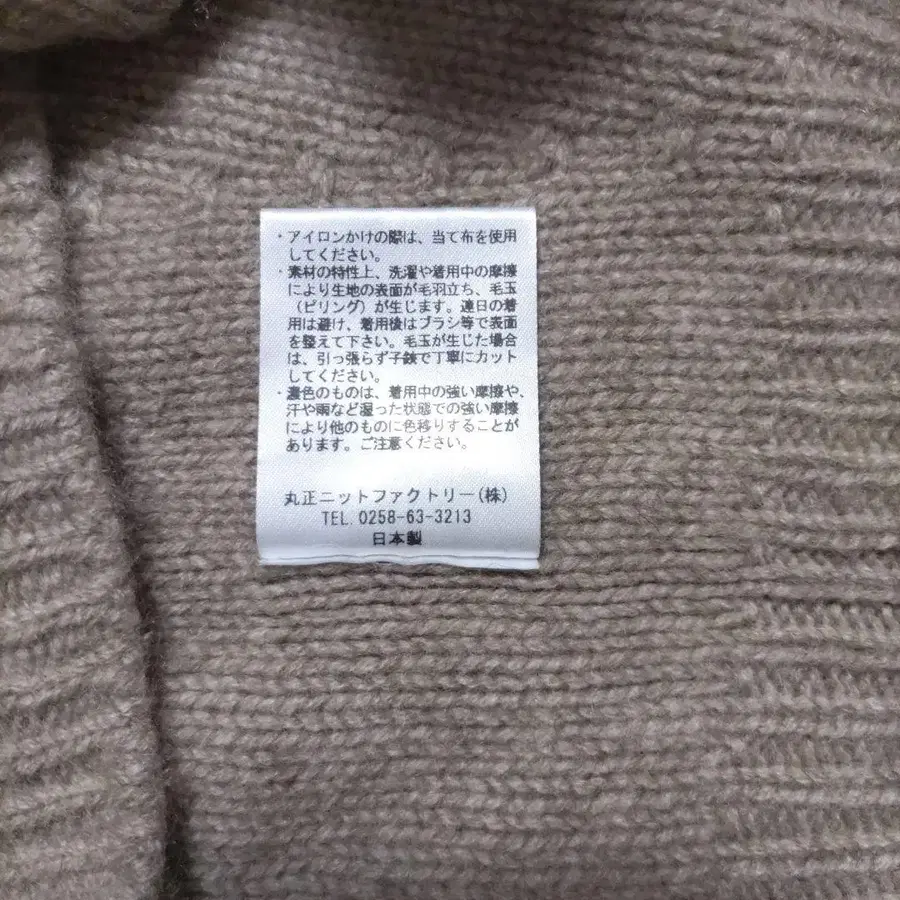 ・アイロンかけの際は、当て布を使用
してください。
・素材の特性上、洗濯や着用中の摩擦
により生地の表面が毛羽立ち、毛玉
（ピリング）が生じます。連日の着
用は避け、着用後はブラシ等で表面
を整えて下さい。毛玉が生じた場合
は、引っ張らず子鋏で丁寧にカット
してください。
・濃色のものは、着用中の強い摩擦や、
汗や雨など湿った状態での強い摩擦
により他のものに色移りすることが
あります。ご注意ください。
丸正ニットファクトリー(株)
TEL.0258-63-3213
日本製